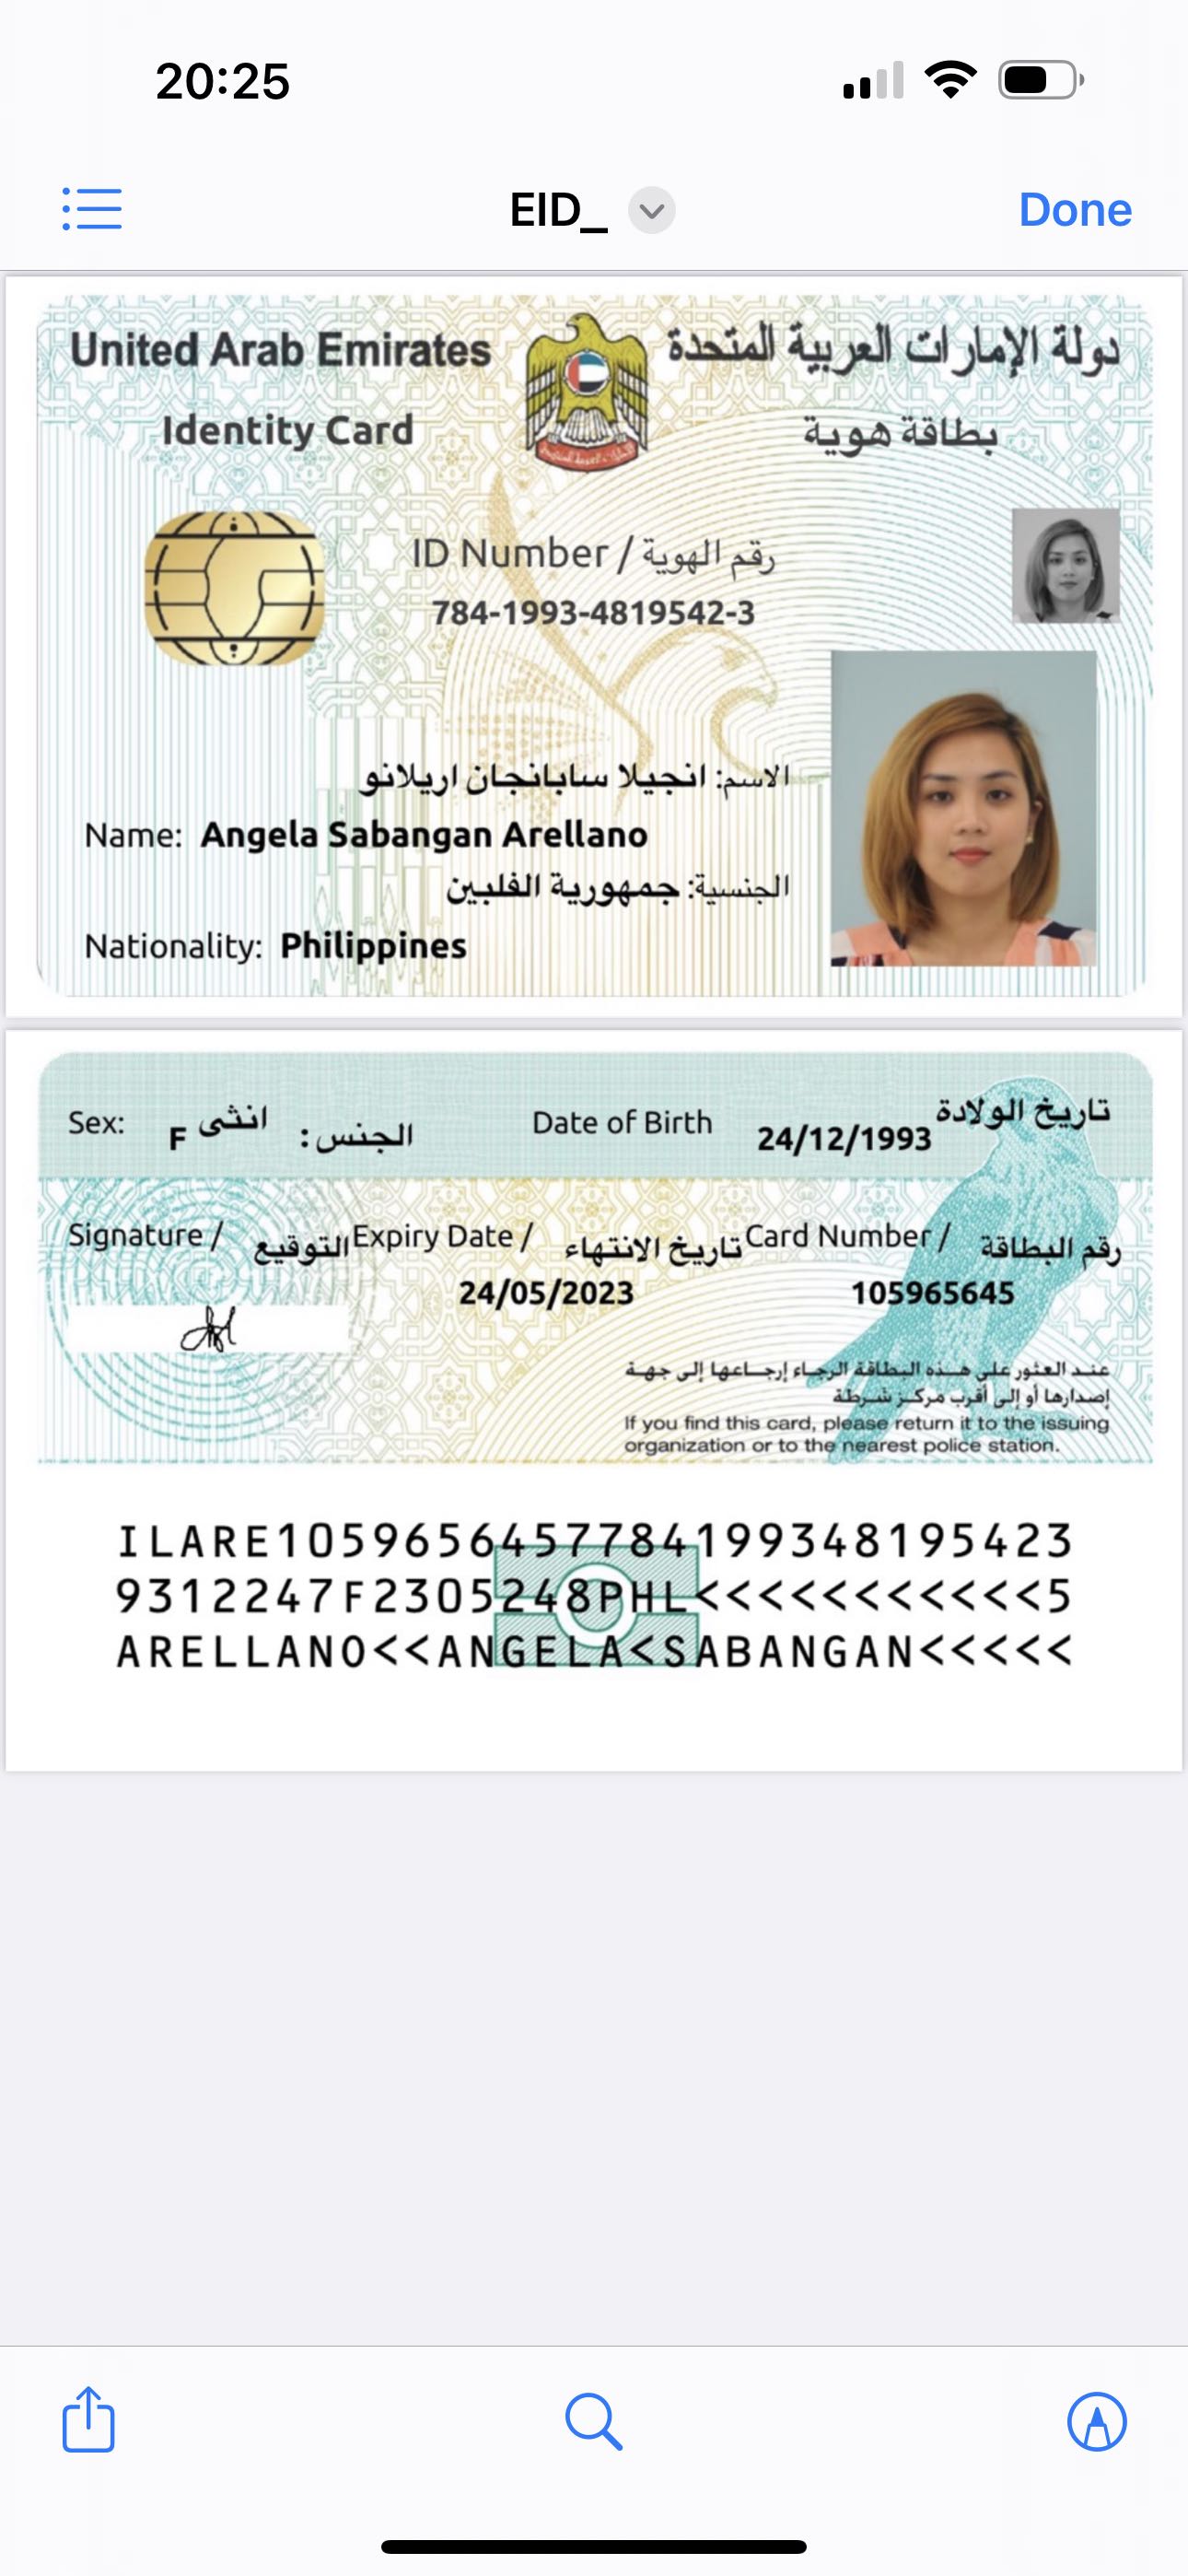 20:25
EID_
Done
United Arab Emirates
دولة الإمارات العربية المتحدة
Identity Card
بطاقة هوية
ID Number / رقم الهوية
784-1993-4819542-3
الاسم: انجيلا سابانجان اريلانو
Name: Angela Sabangan Arellano
الجنسية: جمهورية الفلبين
Nationality: Philippines
Sex: F انثى الجنس:
Date of Birth 24/12/1993 تاريخ الولادة
Signature / التوقيع
Expiry Date / تاريخ الانتهاء
Card Number / رقم البطاقة
24/05/2023
105965645
عند العثور على هذه البطاقة الرجاء إرجاعها إلى جهة
إصدارها أو إلى أقرب مركز شرطة
If you find this card, please return it to the issuing
organization or to the nearest police station.
ILARE1059656457784199348195423
9312247F2305248PHL<<<<<<<<<<<5
ARELLANO<<ANGELA<SABANGAN<<<<<